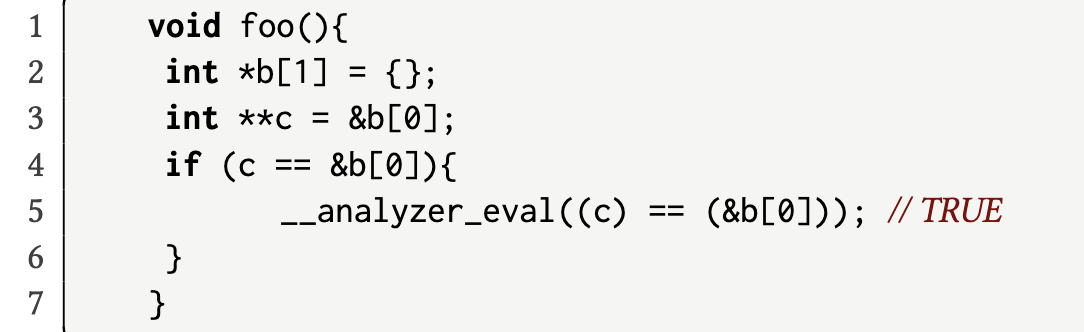 1 void foo(){
2 int *b[1] = {};
3 int **c = &b[0];
4 if (c == &b[0]){
5 __analyzer_eval((c) == (&b[0])); // TRUE
6 }
7 }